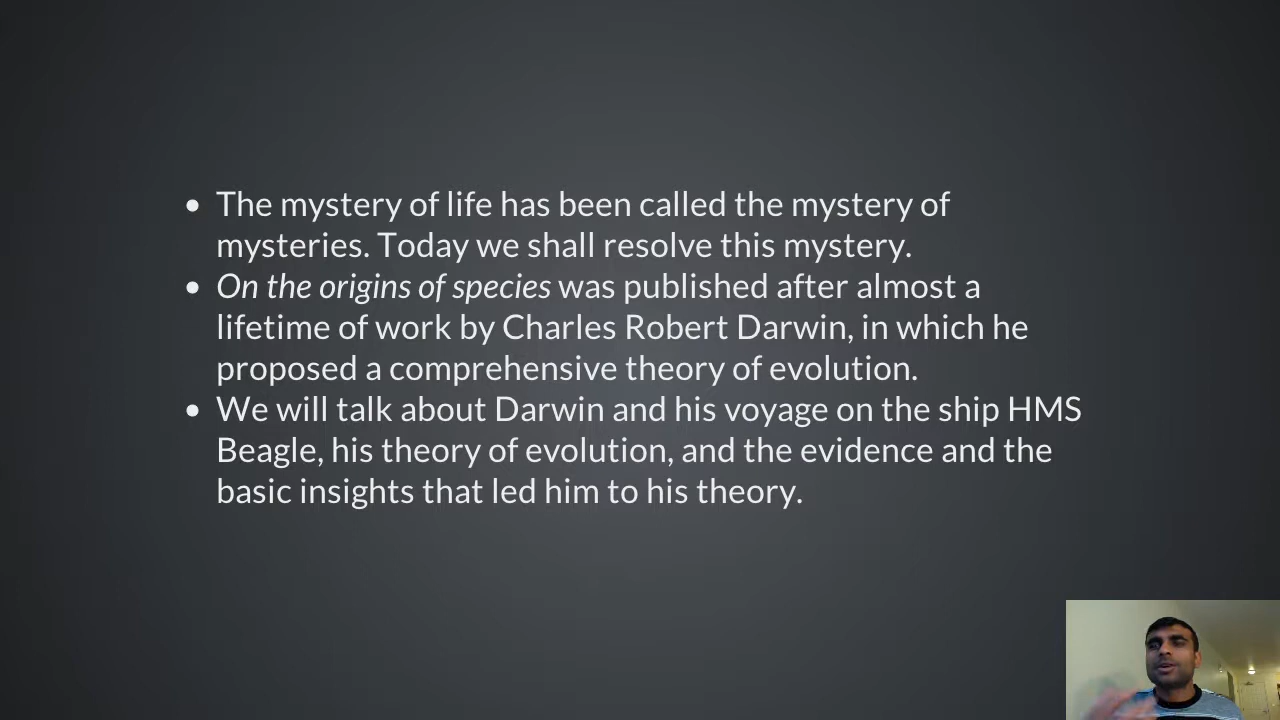 • The mystery of life has been called the mystery of
mysteries. Today we shall resolve this mystery.
• On the origins of species was published after almost a
lifetime of work by Charles Robert Darwin, in which he
proposed a comprehensive theory of evolution.
• We will talk about Darwin and his voyage on the ship HMS
Beagle, his theory of evolution, and the evidence and the
basic insights that led him to his theory.